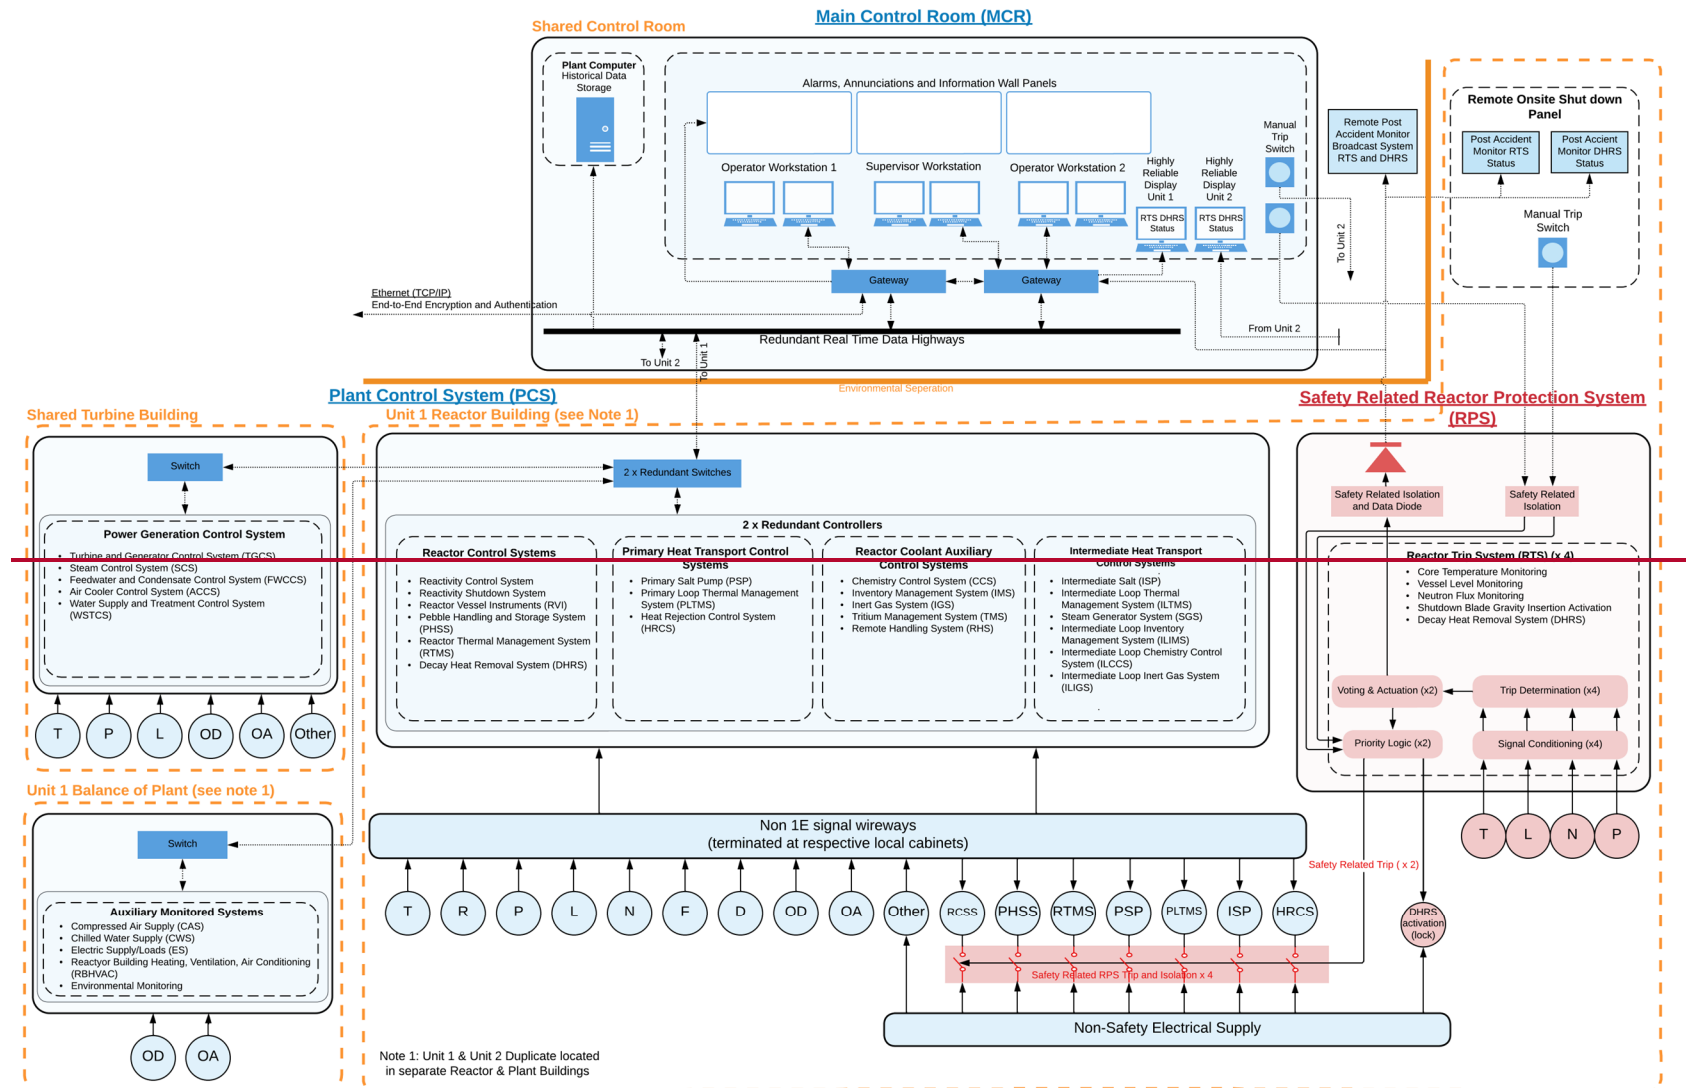 Main Control Room (MCR)
Shared Control Room
Plant Computer
Historical Data
Storage
Alarms, Annunciations and Information Wall Panels
Operator Workstation 1
Supervisor Workstation
Operator Workstation 2
Highly
Reliable
Display
Unit 1
Highly
Reliable
Display
Unit 2
RTS DHRS
Status
RTS DHRS
Status
Manual
Trip
Switch
To Unit 2
Gateway
Gateway
Ethernet (TCP/IP)
End-to-End Encryption and Authentication
Redundant Real Time Data Highways
From Unit 2
To Unit 2
To Unit 1
Environmental Seperation
Remote Post
Accident Monitor
Broadcast System
RTS and DHRS
Remote Onsite Shut down
Panel
Post Accident
Monitor RTS
Status
Post Accient
Monitor DHRS
Status
Manual Trip
Switch
Plant Control System (PCS)
Shared Turbine Building
Switch
Power Generation Control System
• Turbine and Generator Control System (TGCS)
• Steam Control System (SCS)
• Feedwater and Condensate Control System (FWCCS)
• Air Cooler Control System (ACCS)
• Water Supply and Treatment Control System
(WSTCS)
T
P
L
OD
OA
Other
Unit 1 Balance of Plant (see note 1)
Switch
Auxiliary Monitored Systems
• Compressed Air Supply (CAS)
• Chilled Water Supply (CWS)
• Electric Supply/Loads (ES)
• Reactyor Building Heating, Ventilation, Air Conditioning
(RBHVAC)
• Environmental Monitoring
OD
OA
Unit 1 Reactor Building (see Note 1)
2 x Redundant Switches
2 x Redundant Controllers
Reactor Control Systems
• Reactivity Control System
• Reactivity Shutdown System
• Reactor Vessel Instruments (RVI)
• Pebble Handling and Storage System
(PHSS)
• Reactor Thermal Management System
(RTMS)
• Decay Heat Removal System (DHRS)
Primary Heat Transport Control
Systems
• Primary Salt Pump (PSP)
• Primary Loop Thermal Management
System (PLTMS)
• Heat Rejection Control System
(HRCS)
Reactor Coolant Auxiliary
Control Systems
• Chemistry Control System (CCS)
• Inventory Management System (IMS)
• Inert Gas System (IGS)
• Tritium Management System (TMS)
• Remote Handling System (RHS)
Intermediate Heat Transport
Control Systems
• Intermediate Salt (ISP)
• Intermediate Loop Thermal
Management System (ILTMS)
• Steam Generator System (SGS)
• Intermediate Loop Inventory
Management System (ILIMS)
• Intermediate Loop Chemistry Control
System (ILCCS)
• Intermediate Loop Inert Gas System
(ILIGS)
Non 1E signal wireways
(terminated at respective local cabinets)
T
R
P
L
N
F
D
OD
OA
Other
RCSS
PHSS
RTMS
PSP
PLTMS
ISP
HRCS
Safety Related RPS Trip and Isolation x 4
Non-Safety Electrical Supply
Note 1: Unit 1 & Unit 2 Duplicate located
in separate Reactor & Plant Buildings
Safety Related Reactor Protection System
(RPS)
Safety Related Isolation
and Data Diode
Safety Related
Isolation
Reactor Trip System (RTS) (x 4)
• Core Temperature Monitoring
• Vessel Level Monitoring
• Neutron Flux Monitoring
• Shutdown Blade Gravity Insertion Activation
• Decay Heat Removal System (DHRS)
Voting & Actuation (x2)
Trip Determination (x4)
Priority Logic (x2)
Signal Conditioning (x4)
T
L
N
P
Safety Related Trip ( x 2)
DHRS
activation
(lock)